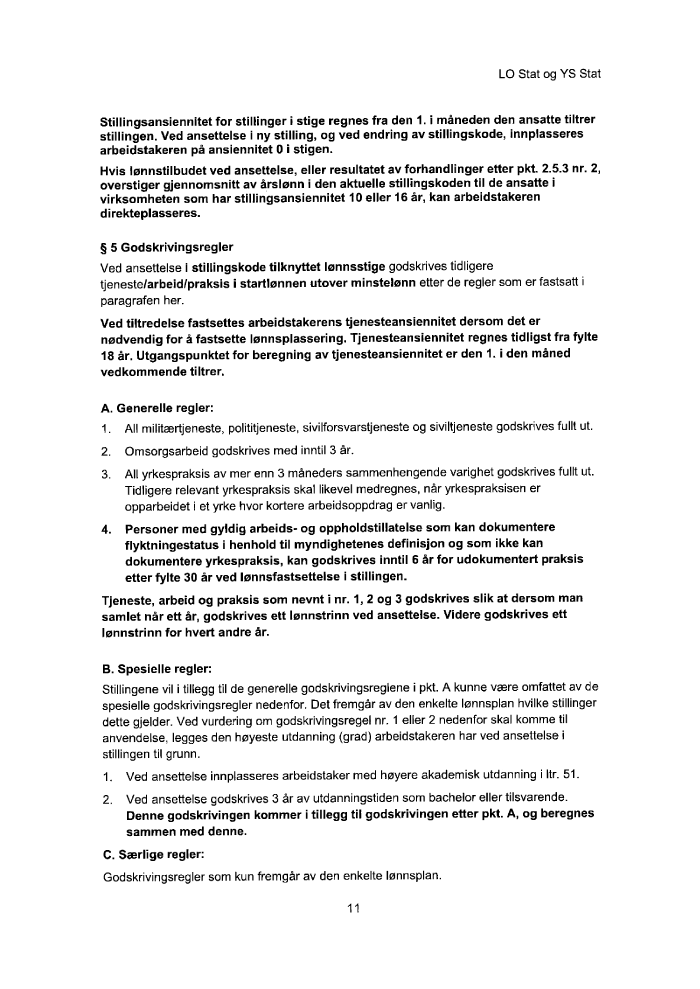 LO Stat og YS Stat
Stillingsansiennitet for stillinger i stige regnes fra den 1. i måneden den ansatte tiltrer
stillingen. Ved ansettelse i ny stilling, og ved endring av stillingskode, innplasseres
arbeidstakeren på ansiennitet 0 i stigen.
Hvis lønnstilbudet ved ansettelse, eller resultatet av forhandlinger etter pkt. 2.5.3 nr. 2,
overstiger gjennomsnitt av årslønn i den aktuelle stillingskoden til de ansatte i
virksomheten som har stillingsansiennitet 10 eller 16 år, kan arbeidstakeren
direkteplasseres.
§ 5 Godskrivingsregler
Ved ansettelse i stillingskode tilknyttet lønnsstige godskrives tidligere
tjeneste/arbeid/praksis i startlønnen utover minstelønn etter de regler som er fastsatt i
paragrafen her.
Ved tiltredelse fastsettes arbeidstakerens tjenesteansiennitet dersom det er
nødvendig for å fastsette lønnsplassering. Tjenesteansiennitet regnes tidligst fra fylte
18 år. Utgangspunktet for beregning av tjenesteansiennitet er den 1. i den måned
vedkommende tiltrer.
A. Generelle regler:
1. All militærtjeneste, polititjeneste, sivilforsvarstjeneste og siviltjeneste godskrives fullt ut.
2. Omsorgsarbeid godskrives med inntil 3 år.
3. All yrkespraksis av mer enn 3 måneders sammenhengende varighet godskrives fullt ut.
Tidligere relevant yrkespraksis skal likevel medregnes, når yrkespraksisen er
opparbeidet i et yrke hvor kortere arbeidsoppdrag er vanlig.
4. Personer med gyldig arbeids- og oppholdstillatelse som kan dokumentere
flyktningestatus i henhold til myndighetenes definisjon og som ikke kan
dokumentere yrkespraksis, kan godskrives inntil 6 år for udokumentert praksis
etter fylte 30 år ved lønnsfastsettelse i stillingen.
Tjeneste, arbeid og praksis som nevnt i nr. 1, 2 og 3 godskrives slik at dersom man
samlet når ett år, godskrives ett lønnstrinn ved ansettelse. Videre godskrives ett
lønnstrinn for hvert andre år.
B. Spesielle regler:
Stillingene vil i tillegg til de generelle godskrivingsreglene i pkt. A kunne være omfattet av de
spesielle godskrivingsregler nedenfor. Det fremgår av den enkelte lønnsplan hvilke stillinger
dette gjelder. Ved vurdering om godskrivingsregel nr. 1 eller 2 nedenfor skal komme til
anvendelse, legges den høyeste utdanning (grad) arbeidstakeren har ved ansettelse i
stillingen til grunn.
1. Ved ansettelse innplasseres arbeidstaker med høyere akademisk utdanning i ltr. 51.
2. Ved ansettelse godskrives 3 år av utdanningstiden som bachelor eller tilsvarende.
Denne godskrivingen kommer i tillegg til godskrivingen etter pkt. A, og beregnes
sammen med denne.
C. Særlige regler:
Godskrivingsregler som kun fremgår av den enkelte lønnsplan.
11